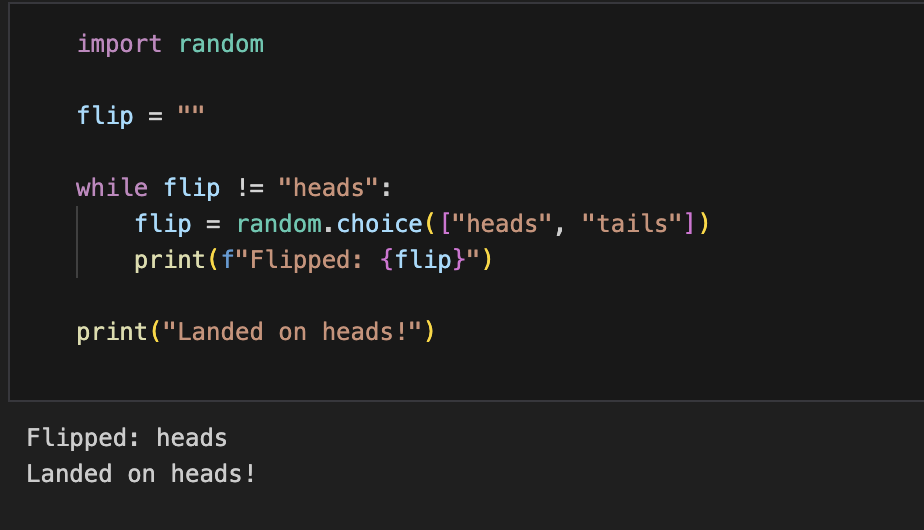 import random
flip = ""
while flip != "heads":
    flip = random.choice(["heads", "tails"])
    print(f"Flipped: {flip}")
print("Landed on heads!")
Flipped: heads
Landed on heads!